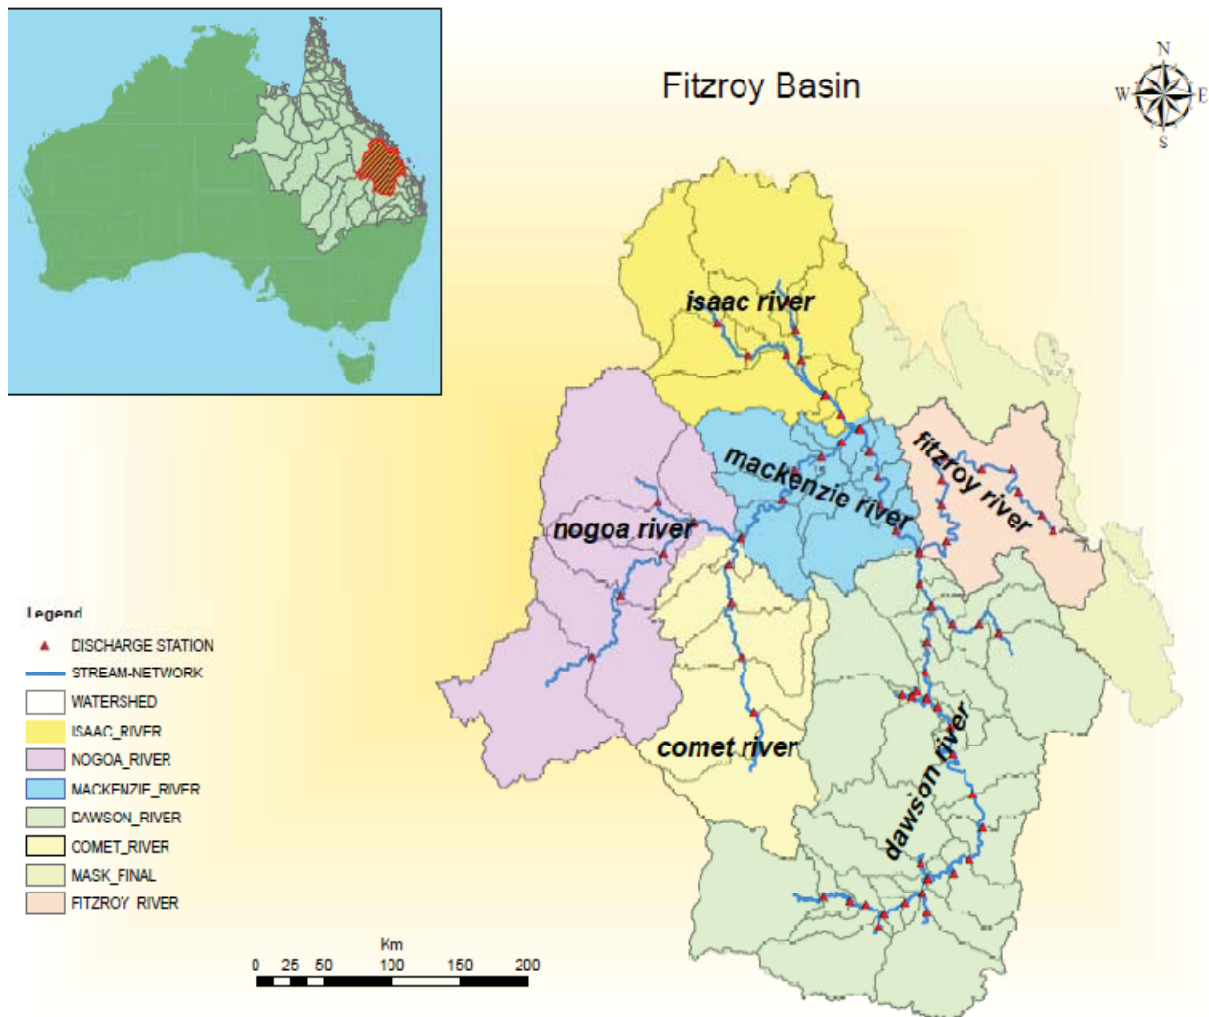 Fitzroy Basin
N
W
E
S
isaac river
mackenzie river
fitzroy river
nogoa river
comet river
dawson river
Legend
DISCHARGE STATION
STREAM-NETWORK
WATERSHED
ISAAC_RIVER
NOGOA_RIVER
MACKENZIE_RIVER
DAWSON_RIVER
COMET_RIVER
MASK_FINAL
FITZROY_RIVER
Km
0 25 50 100 150 200